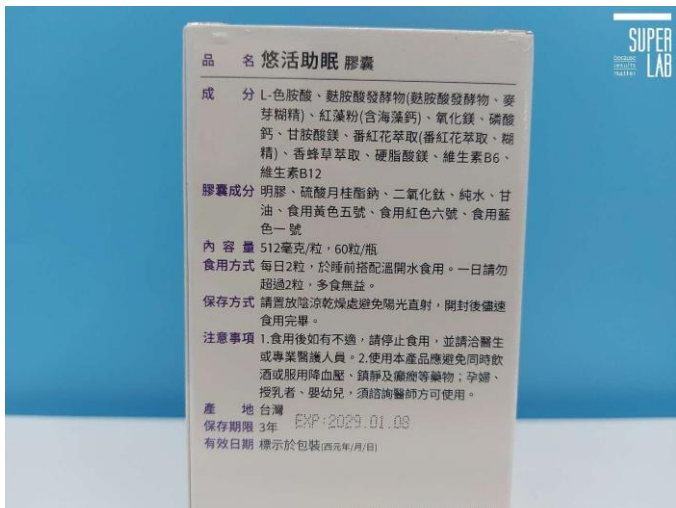 SUPER
because
results
matter
LAB
品名 悠活助眠 膠囊
成分 L-色胺酸、麩胺酸發酵物(麩胺酸發酵物、麥
芽糊精)、紅藻粉(含海藻鈣)、氧化鎂、磷酸
鈣、甘胺酸鎂、番紅花萃取(番紅花萃取、糊
精)、香蜂草萃取、硬脂酸鎂、維生素B6、
維生素B12
膠囊成分 明膠、硫酸月桂酯鈉、二氧化鈦、純水、甘
油、食用黃色五號、食用紅色六號、食用藍
色一號
內容量 512毫克/粒，60粒/瓶
食用方式 每日2粒，於睡前搭配溫開水食用。一日請勿
超過2粒，多食無益。
保存方式 請置放陰涼乾燥處避免陽光直射，開封後儘速
食用完畢。
注意事項 1.食用後如有不適，請停止食用，並請洽醫生
或專業醫護人員。2.使用本產品應避免同時飲
酒或服用降血壓、鎮靜及癲癇等藥物；孕婦、
授乳者、嬰幼兒，須諮詢醫師方可使用。
產地 台灣
保存期限 3年 EXP:2029.01.08
有效日期 標示於包裝(西元年/月/日)